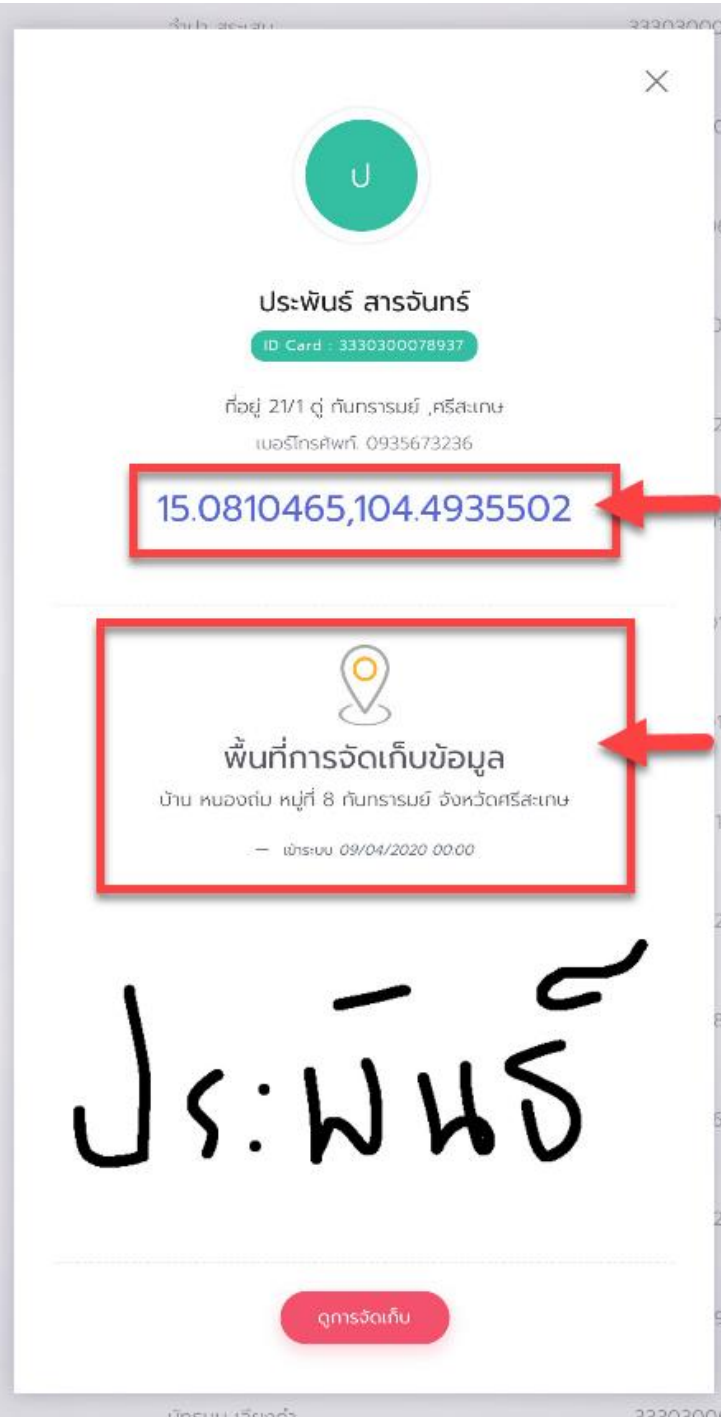 ป
ประพันธ์ สารจันทร์
ID Card : 3330300078937
ที่อยู่ 21/1 ดู่ กันทรารมย์ ,ศรีสะเกษ
เบอร์โทรศัพท์. 0935673236
15.0810465,104.4935502
พื้นที่การจัดเก็บข้อมูล
บ้าน หนองถ่ม หมู่ที่ 8 กันทรารมย์ จังหวัดศรีสะเกษ
— เข้าระบบ 09/04/2020 00:00
ประพันธ์
ดูการจัดเก็บ